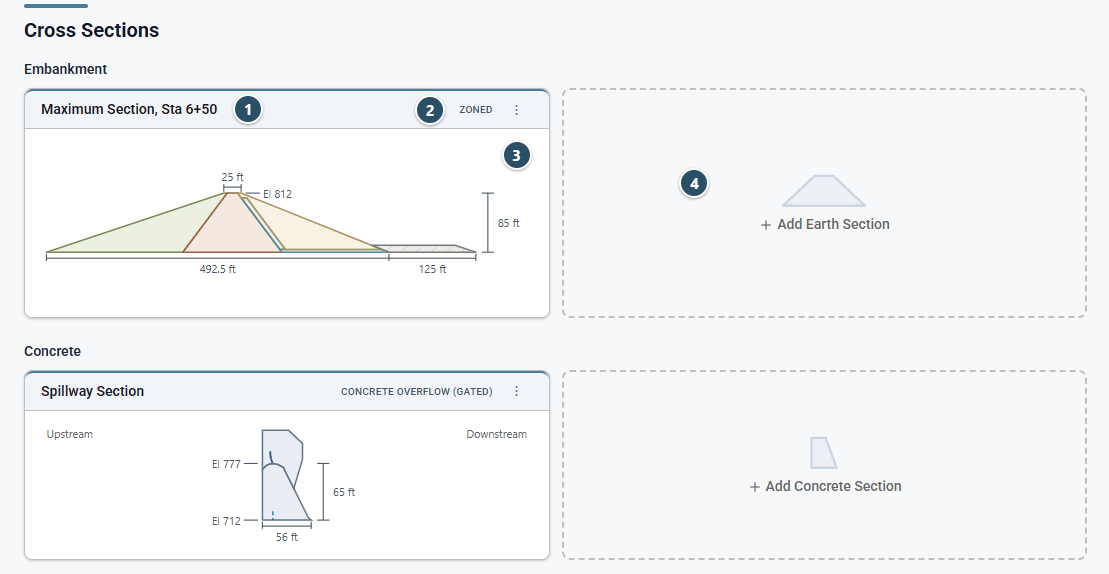 Cross Sections
Embankment
Maximum Section, Sta 6+50
1
2
ZONED
3
25 ft
El 812
85 ft
492.5 ft
125 ft
4
+ Add Earth Section
Concrete
Spillway Section
CONCRETE OVERFLOW (GATED)
Upstream
Downstream
El 777
65 ft
El 712
56 ft
+ Add Concrete Section